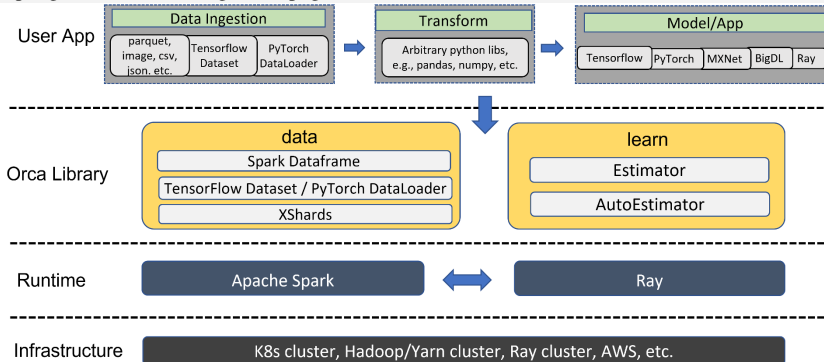 User App
Data Ingestion
parquet,
image, csv,
json. etc.
Tensorflow
Dataset
PyTorch
DataLoader
Transform
Arbitrary python libs,
e.g., pandas, numpy, etc.
Model/App
Tensorflow
PyTorch
MXNet
BigDL
Ray
Orca Library
data
Spark Dataframe
TensorFlow Dataset / PyTorch DataLoader
XShards
learn
Estimator
AutoEstimator
Runtime
Apache Spark
Ray
Infrastructure
K8s cluster, Hadoop/Yarn cluster, Ray cluster, AWS, etc.